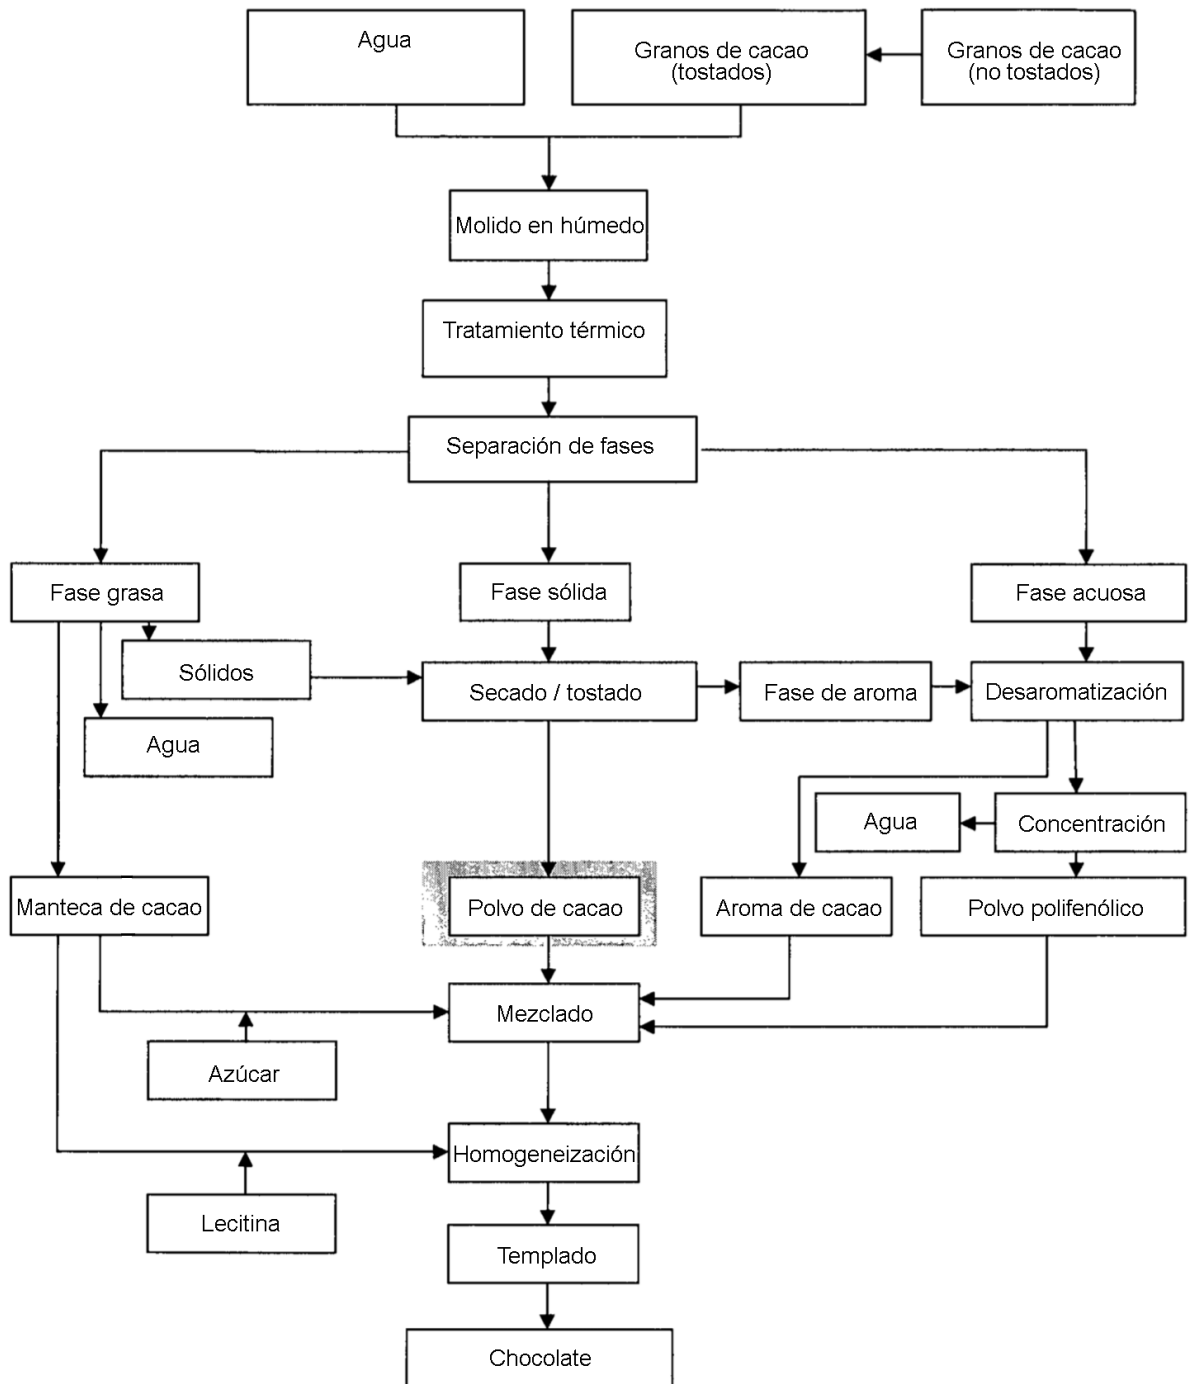 Agua
Granos de cacao
(tostados)
Granos de cacao
(no tostados)
Molido en húmedo
Tratamiento térmico
Separación de fases
Fase grasa
Fase sólida
Fase acuosa
Sólidos
Secado / tostado
Fase de aroma
Desaromatización
Agua
Agua
Concentración
Manteca de cacao
Polvo de cacao
Aroma de cacao
Polvo polifenólico
Mezclado
Azúcar
Homogeneización
Lecitina
Templado
Chocolate